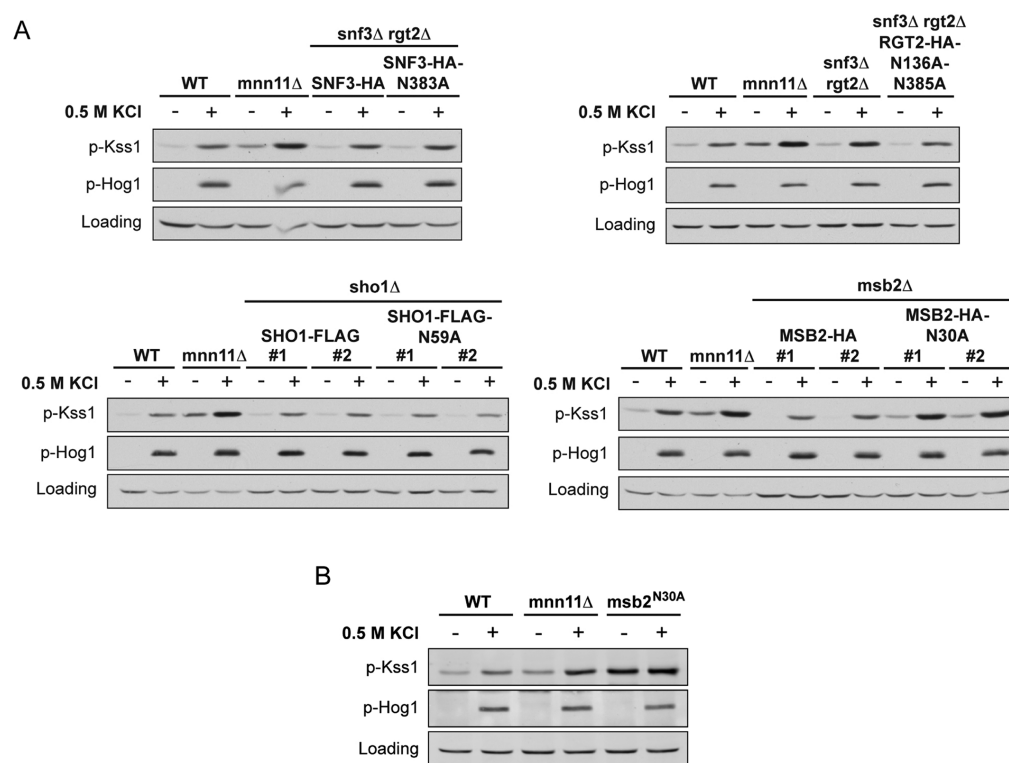 A
snf3Δ rgt2Δ
SNF3-HA-
WT mnn11Δ SNF3-HA N383A
0.5 M KCl - + - + - + - +
p-Kss1
p-Hog1
Loading
snf3Δ rgt2Δ
RGT2-HA-
snf3Δ N136A-
WT mnn11Δ rgt2Δ N385A
0.5 M KCl - + - + - + - +
p-Kss1
p-Hog1
Loading
sho1Δ
SHO1-FLAG-
SHO1-FLAG N59A
WT mnn11Δ #1 #2 #1 #2
0.5 M KCl - + - + - + - + - + - +
p-Kss1
p-Hog1
Loading
msb2Δ
MSB2-HA-
MSB2-HA N30A
WT mnn11Δ #1 #2 #1 #2
0.5 M KCl - + - + - + - + - + - +
p-Kss1
p-Hog1
Loading
B
WT mnn11Δ msb2N30A
0.5 M KCl - + - + - +
p-Kss1
p-Hog1
Loading